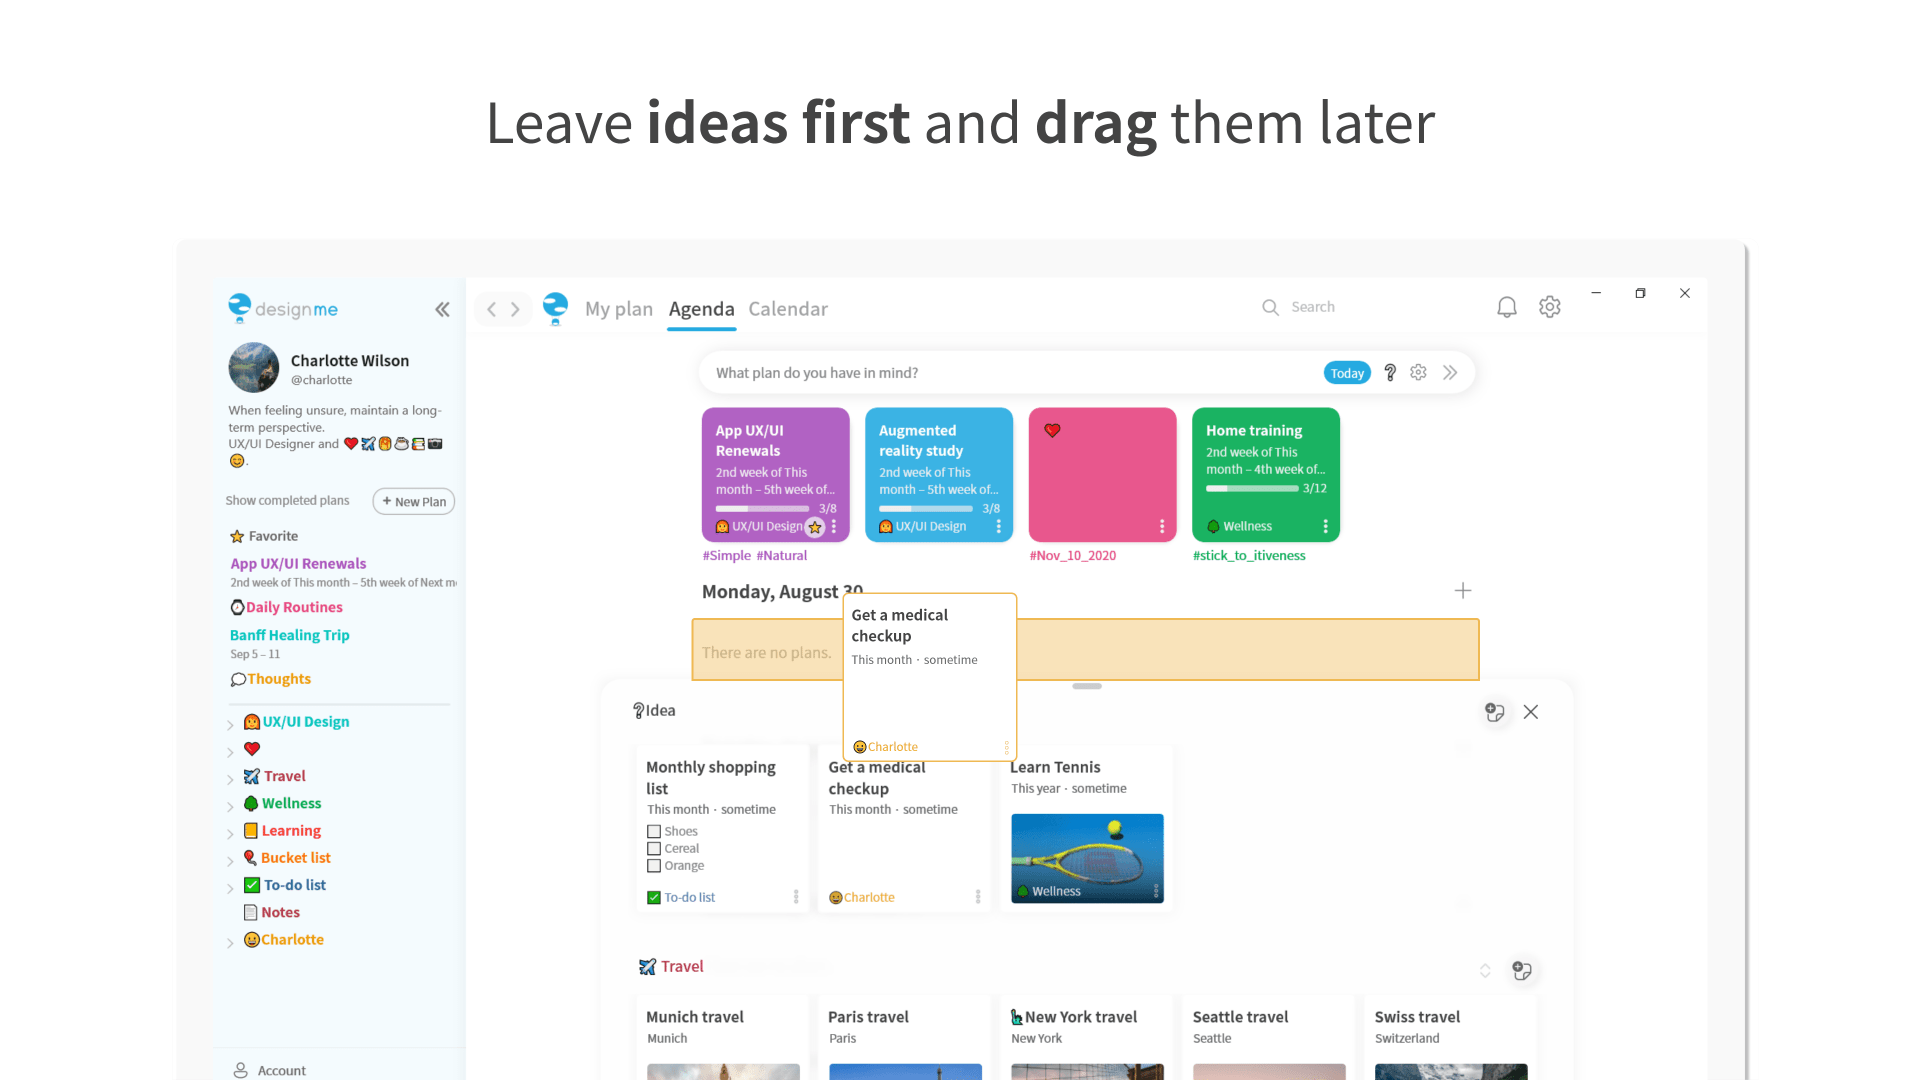 Leave ideas first and drag them later
designme
Charlotte Wilson
@charlotte
When feeling unsure, maintain a long-
term perspective.
UX/UI Designer and
.
Show completed plans
+ New Plan
Favorite
App UX/UI Renewals
2nd week of This month – 5th week of Next m
Daily Routines
Banff Healing Trip
Sep 5 – 11
Thoughts
UX/UI Design
Travel
Wellness
Learning
Bucket list
To-do list
Notes
Charlotte
Account
My plan
Agenda
Calendar
Search
What plan do you have in mind?
Today
App UX/UI
Renewals
2nd week of This
month – 5th week of...
3/8
UX/UI Design
#Simple #Natural
Augmented
reality study
2nd week of This
month – 5th week of...
3/8
UX/UI Design
#Nov_10_2020
Home training
2nd week of This
month – 4th week of...
3/12
Wellness
#stick_to_itiveness
Monday, August 30
There are no plans.
Get a medical
checkup
This month · sometime
Charlotte
Idea
Monthly shopping
list
This month · sometime
Shoes
Cereal
Orange
To-do list
Get a medical
checkup
This month · sometime
Charlotte
Learn Tennis
This year · sometime
Wellness
Travel
Munich travel
Munich
Paris travel
Paris
New York travel
New York
Seattle travel
Seattle
Swiss travel
Switzerland